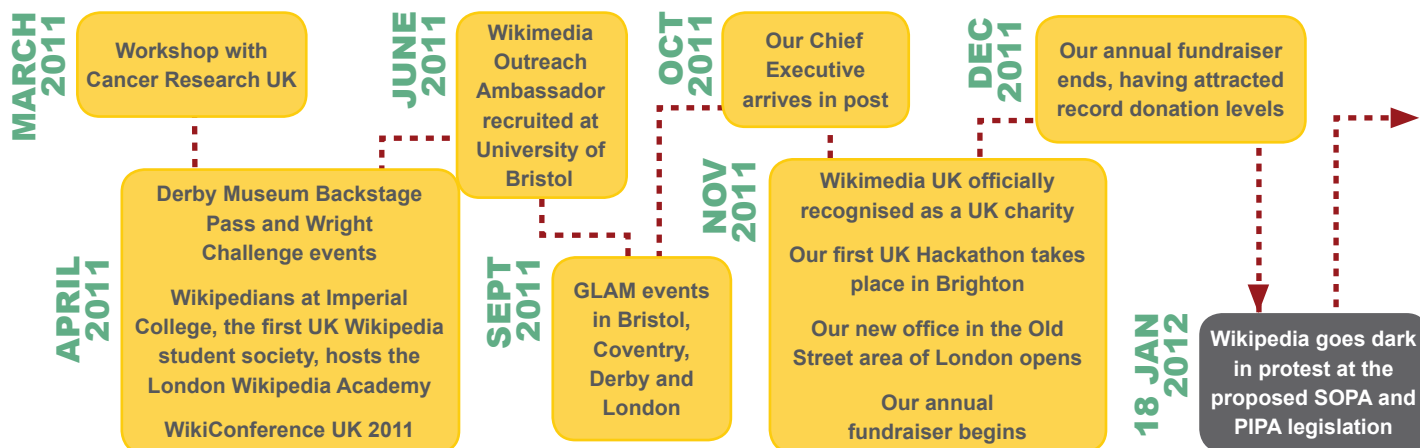 MARCH
2011
Workshop with
Cancer Research UK
APRIL
2011
Derby Museum Backstage
Pass and Wright
Challenge events
Wikipedians at Imperial
College, the first UK Wikipedia
student society, hosts the
London Wikipedia Academy
WikiConference UK 2011
JUNE
2011
Wikimedia
Outreach
Ambassador
recruited at
University of
Bristol
SEPT
2011
GLAM events
in Bristol,
Coventry,
Derby and
London
OCT
2011
Our Chief
Executive
arrives in post
NOV
2011
Wikimedia UK officially
recognised as a UK charity
Our first UK Hackathon takes
place in Brighton
Our new office in the Old
Street area of London opens
Our annual
fundraiser begins
DEC
2011
Our annual fundraiser
ends, having attracted
record donation levels
18 JAN
2012
Wikipedia goes dark
in protest at the
proposed SOPA and
PIPA legislation